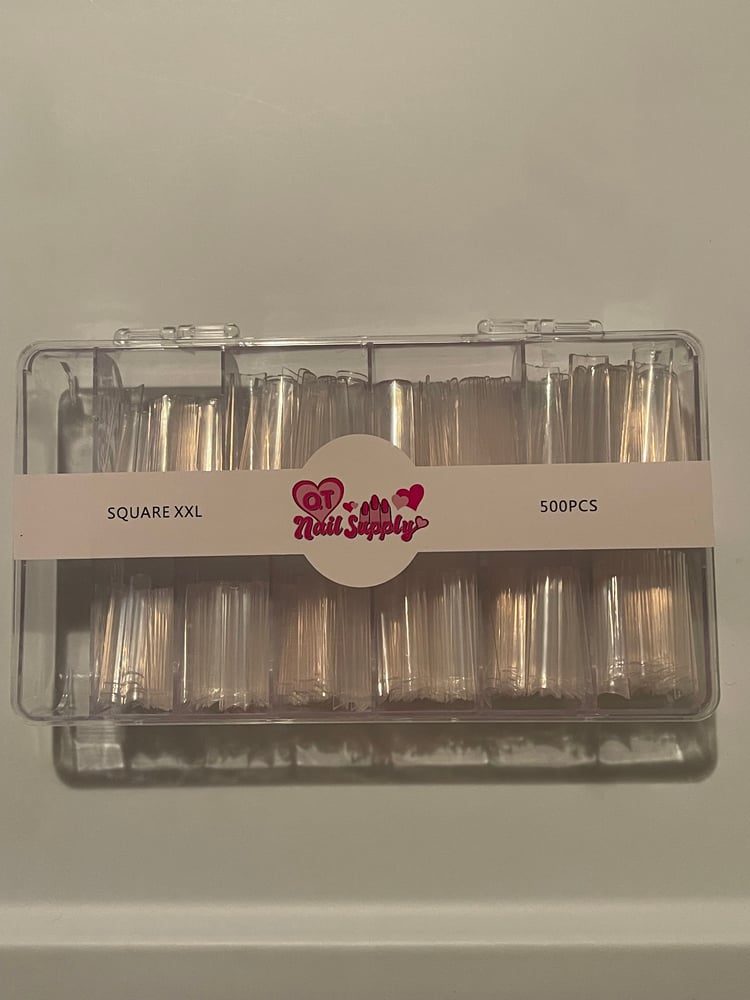 SQUARE XXL
QT
Nail Supply
500PCS